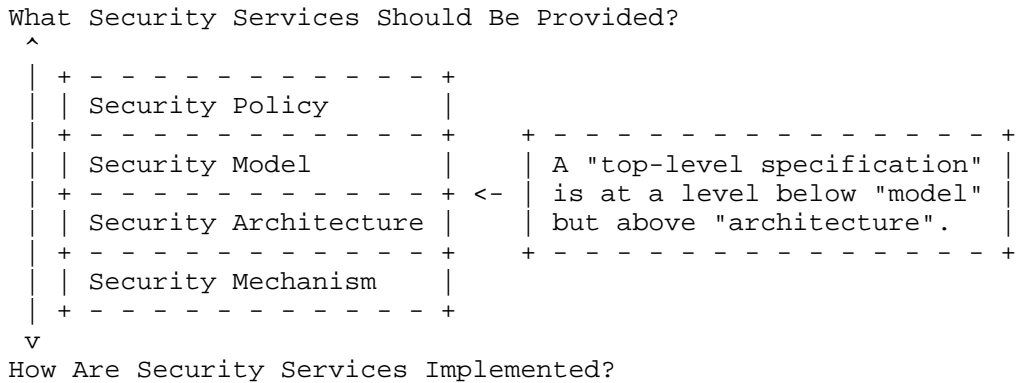 What Security Services Should Be Provided?
^
| + - - - - - - - - - - - - +
| | Security Policy |
| + - - - - - - - - - - - - + + - - - - - - - - - - - - - - - +
| | Security Model | | A "top-level specification" |
| + - - - - - - - - - - - - + <- | is at a level below "model" |
| | Security Architecture | | but above "architecture". |
| + - - - - - - - - - - - - + + - - - - - - - - - - - - - - - +
| | Security Mechanism |
| + - - - - - - - - - - - - +
v
How Are Security Services Implemented?